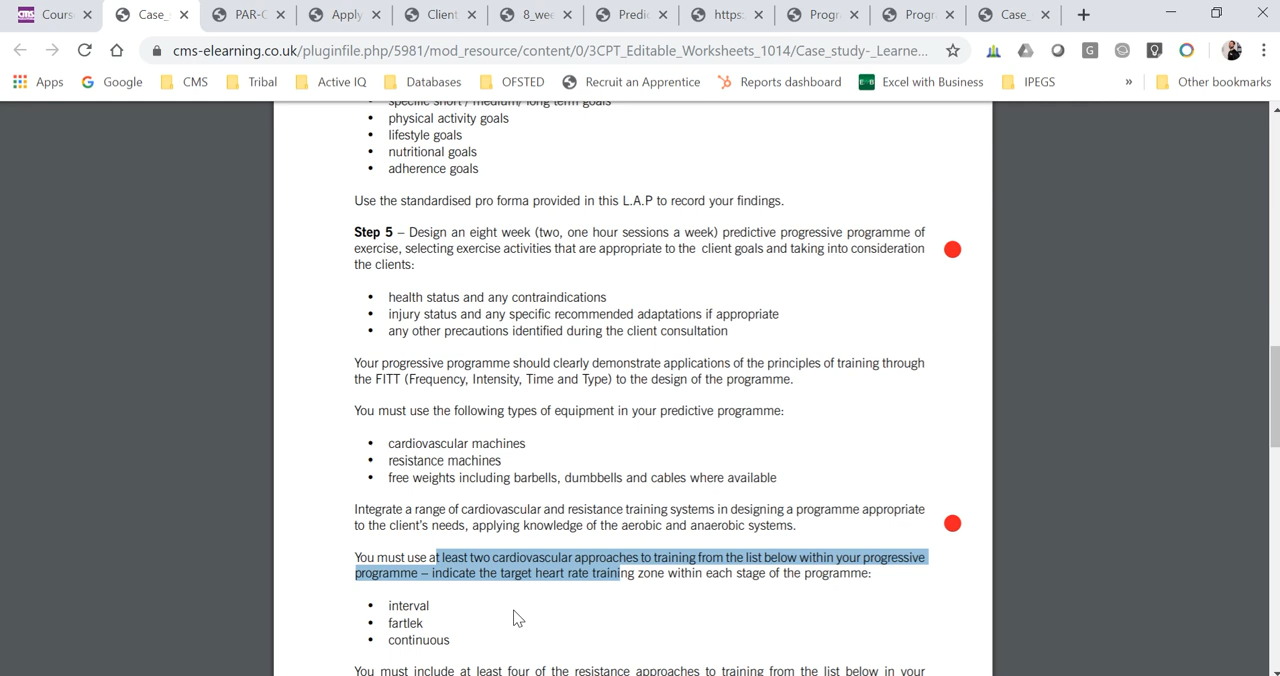 Cours
Case_
PAR-C
Apply
Client
8_wee
Predic
https:
Progra
Progr
Case_
cms-elearning.co.uk/pluginfile.php/5981/mod_resource/content/0/3CPT_Editable_Worksheets_1014/Case_study-_Learne...
Apps
Google
CMS
Tribal
Active IQ
Databases
OFSTED
Recruit an Apprentice
Reports dashboard
Excel with Business
IPEGS
»
Other bookmarks
• specific short / medium/ long term goals
• physical activity goals
• lifestyle goals
• nutritional goals
• adherence goals
Use the standardised pro forma provided in this L.A.P to record your findings.
Step 5 – Design an eight week (two, one hour sessions a week) predictive progressive programme of
exercise, selecting exercise activities that are appropriate to the client goals and taking into consideration
the clients:
• health status and any contraindications
• injury status and any specific recommended adaptations if appropriate
• any other precautions identified during the client consultation
Your progressive programme should clearly demonstrate applications of the principles of training through
the FITT (Frequency, Intensity, Time and Type) to the design of the programme.
You must use the following types of equipment in your predictive programme:
• cardiovascular machines
• resistance machines
• free weights including barbells, dumbbells and cables where available
Integrate a range of cardiovascular and resistance training systems in designing a programme appropriate
to the client's needs, applying knowledge of the aerobic and anaerobic systems.
You must use at least two cardiovascular approaches to training from the list below within your progressive
programme – indicate the target heart rate training zone within each stage of the programme:
• interval
• fartlek
• continuous
You must include at least four of the resistance approaches to training from the list below in your